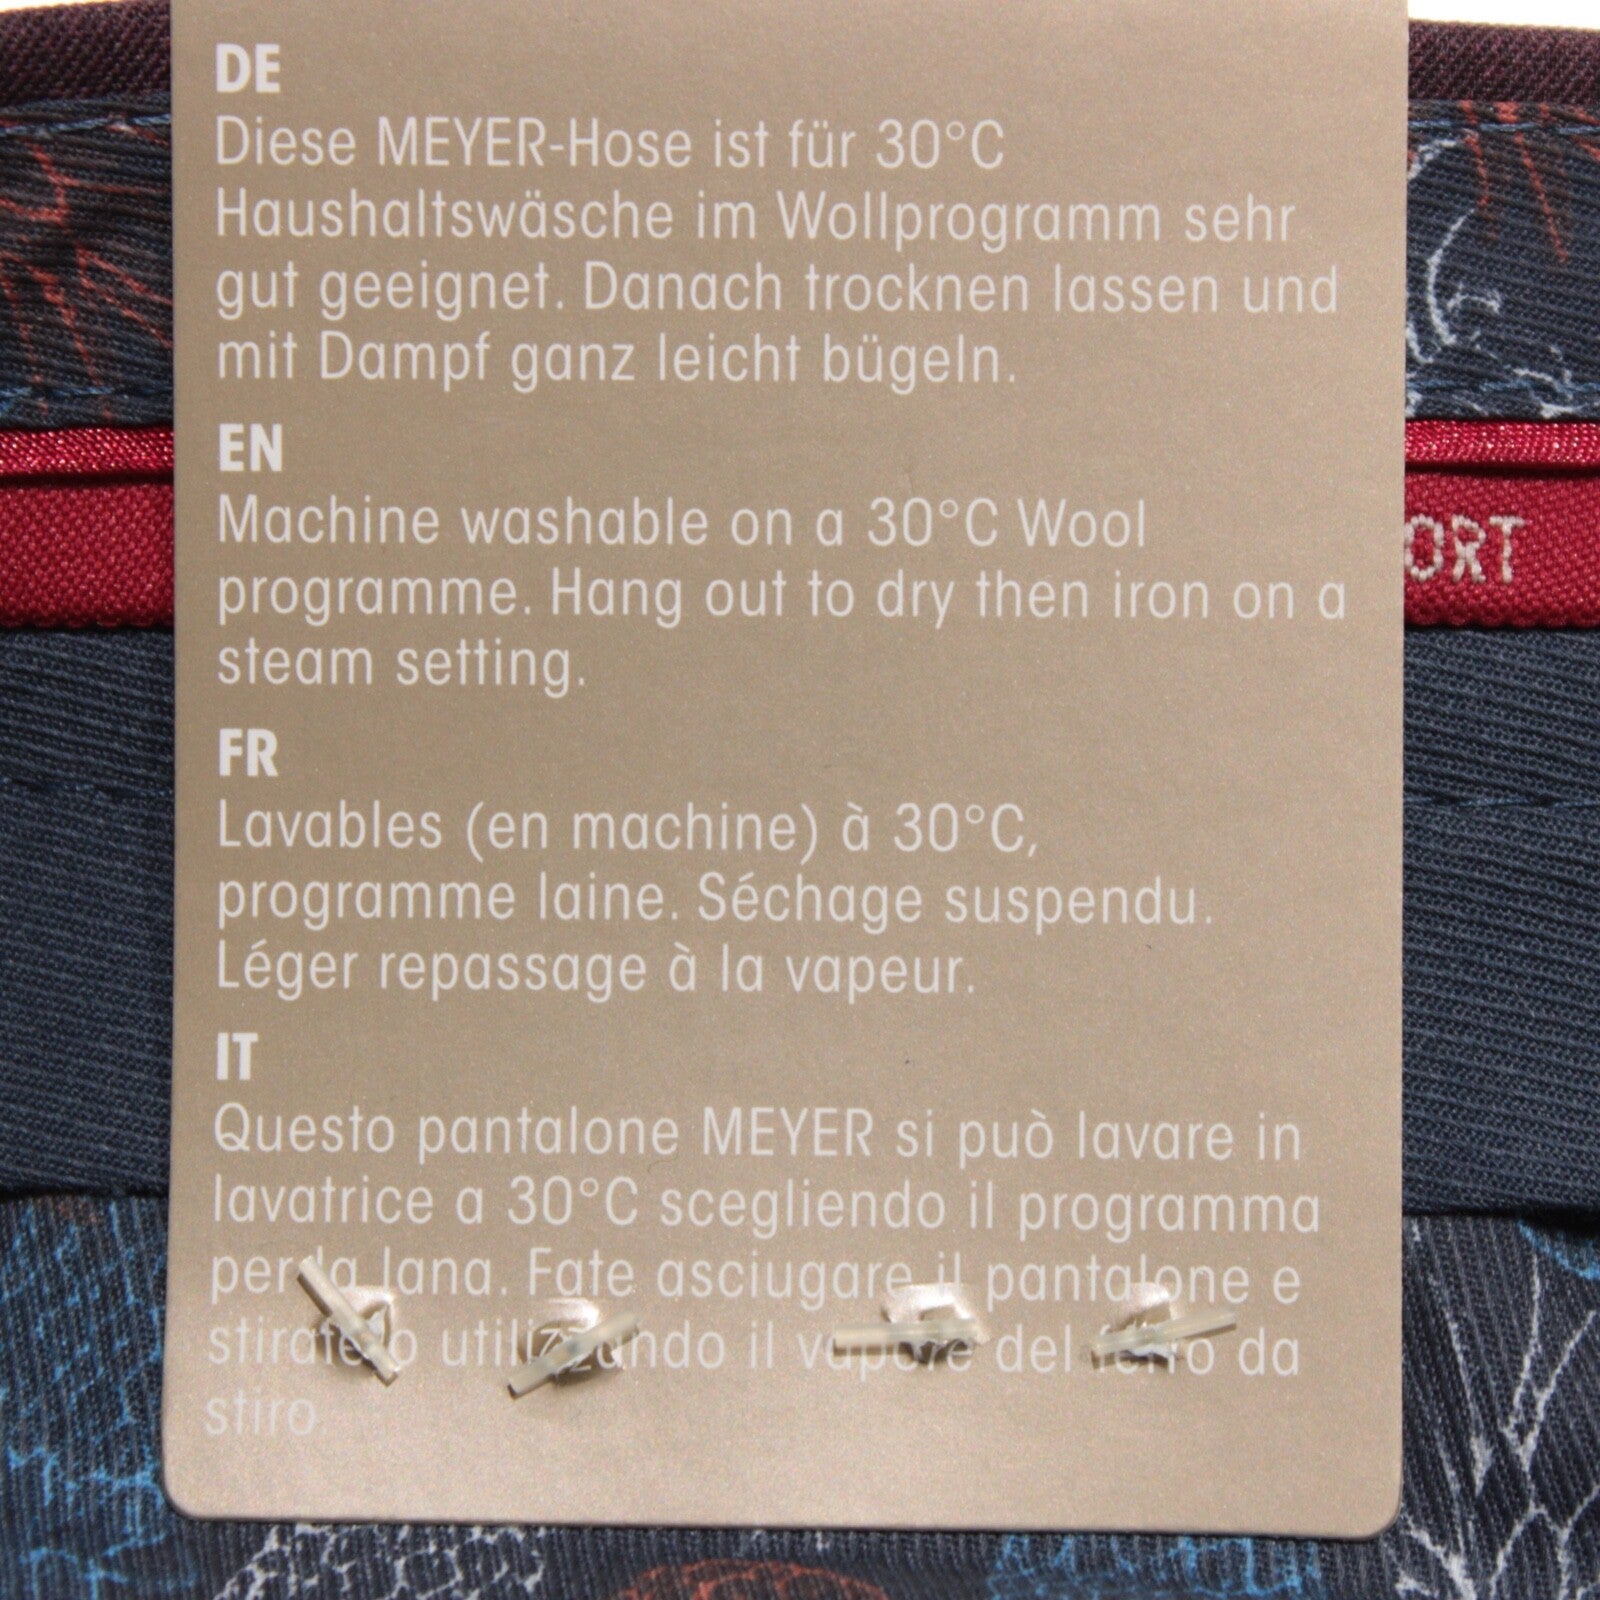 DE
Diese MEYER-Hose ist für 30°C
Haushaltswäsche im Wollprogramm sehr
gut geeignet. Danach trocknen lassen und
mit Dampf ganz leicht bügeln.
EN
Machine washable on a 30°C Wool
programme. Hang out to dry then iron on a
steam setting.
FR
Lavables (en machine) à 30°C,
programme laine. Séchage suspendu.
Léger repassage à la vapeur.
IT
Questo pantalone MEYER si può lavare in
lavatrice a 30°C scegliendo il programma
per la lana. Fate asciugare il pantalone e
stiratelo utilizzando il vapore del ferro da
stiro.
ORT